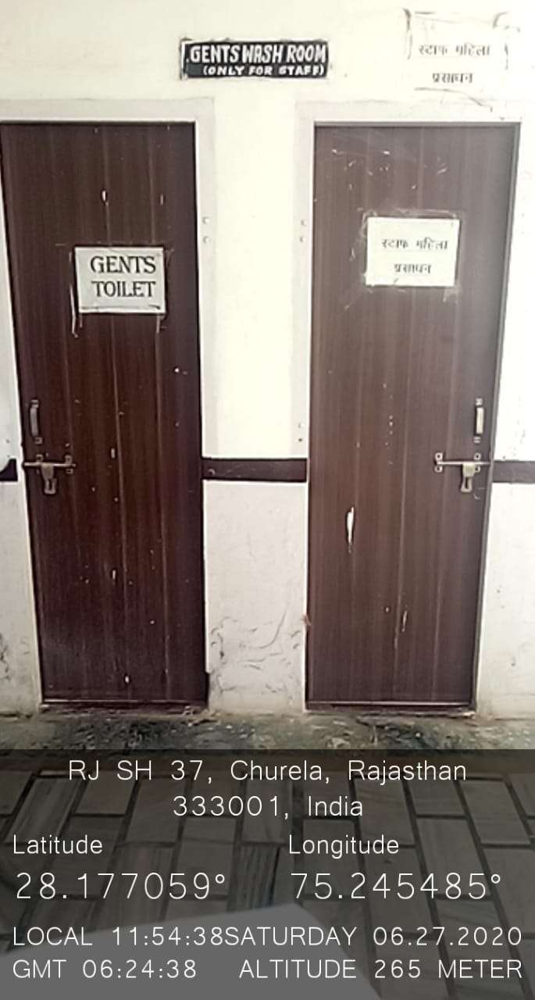 GENTS WASH ROOM
(ONLY FOR STAFF)
स्टाफ महिला
प्रसाधन
GENTS
TOILET
स्टाफ महिला
प्रसाधन
RJ SH 37, Churela, Rajasthan
333001, India
Latitude
Longitude
28.177059°
75.245485°
LOCAL 11:54:38SATURDAY 06.27.2020
GMT 06:24:38 ALTITUDE 265 METER